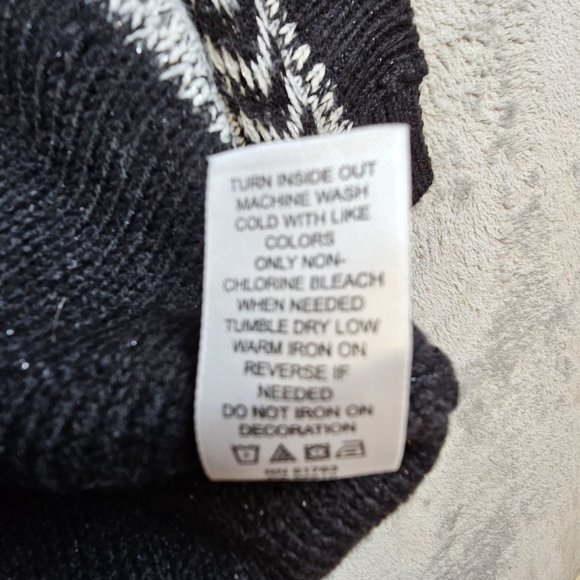 TURN INSIDE OUT
MACHINE WASH
COLD WITH LIKE
COLORS
ONLY NON-
CHLORINE BLEACH
WHEN NEEDED
TUMBLE DRY LOW
WARM IRON ON
REVERSE IF
NEEDED
DO NOT IRON ON
DECORATION